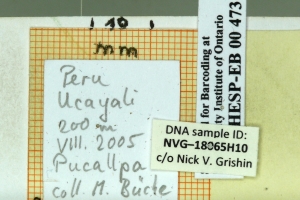 10
mm
Peru
Ucayali
200 m
VIII. 2005
Pucallpa
coll. M. Büche
for Barcoding at
ty Institute of Ontario
HESP-EB 00 473
DNA sample ID:
NVG–18065H10
c/o Nick V. Grishin